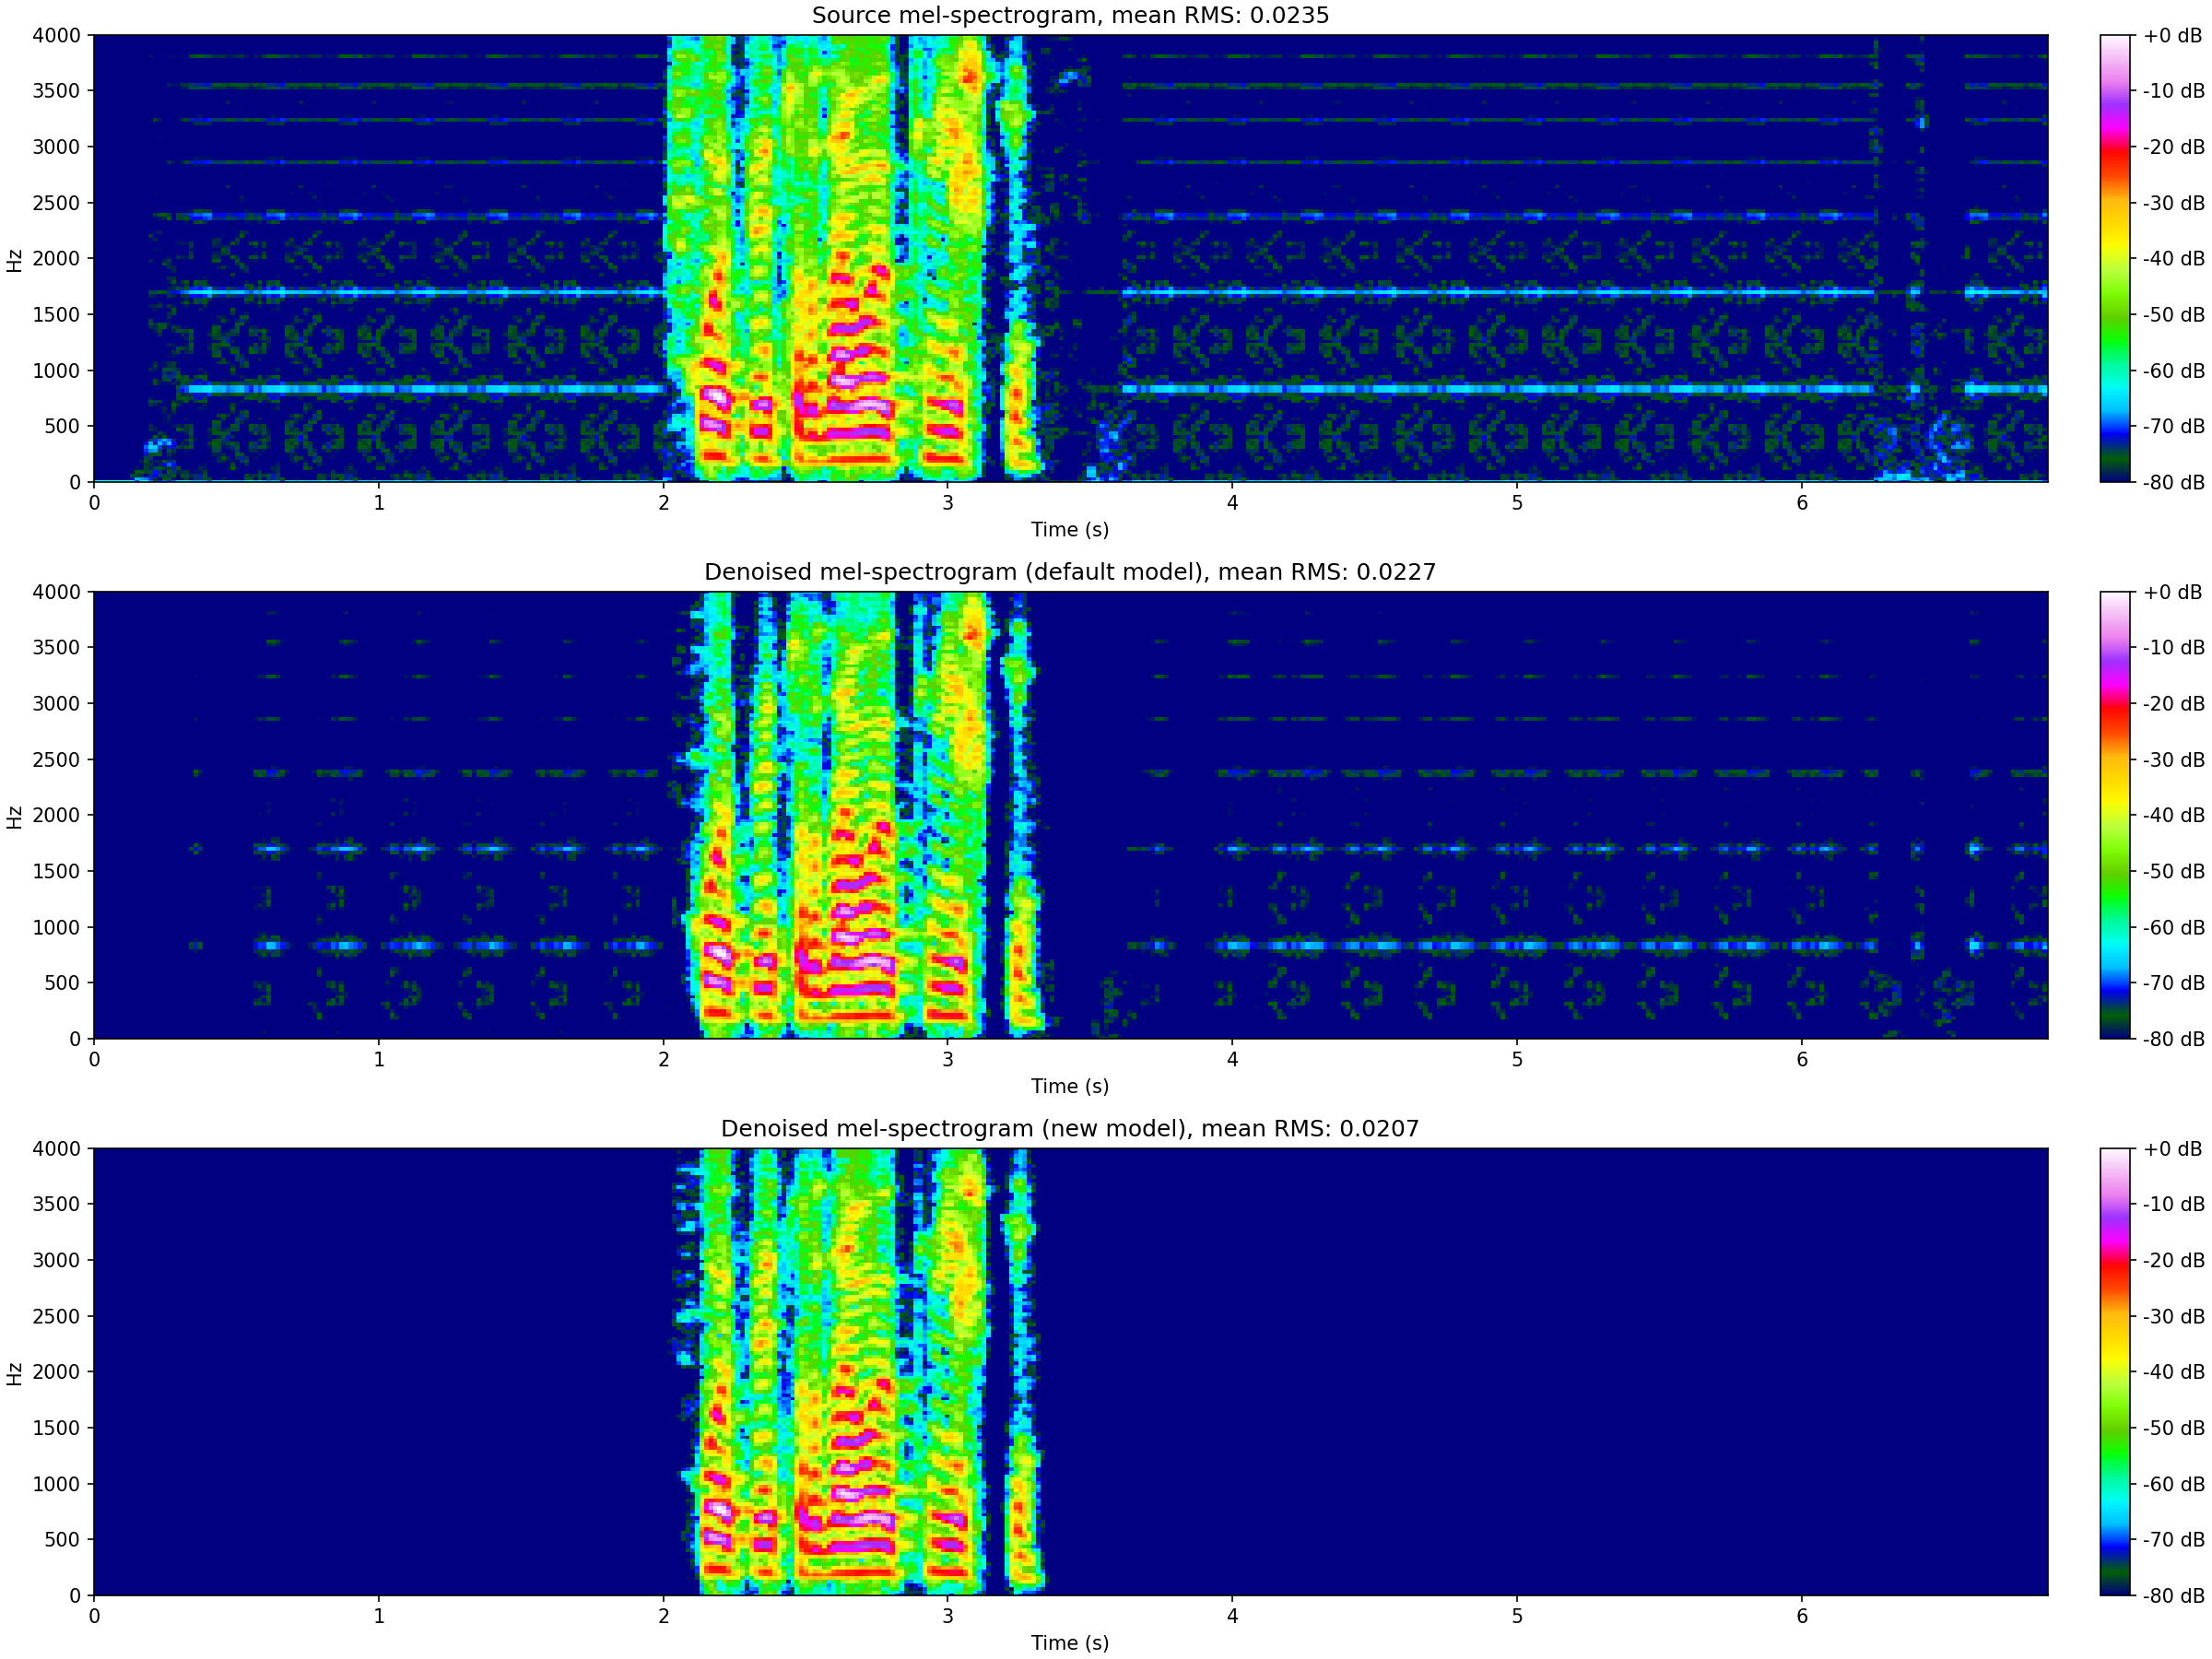 Source mel-spectrogram, mean RMS: 0.0235
4000
3500
3000
2500
2000
1500
1000
500
0
Hz
0 1 2 3 4 5 6
Time (s)
+0 dB
-10 dB
-20 dB
-30 dB
-40 dB
-50 dB
-60 dB
-70 dB
-80 dB
Denoised mel-spectrogram (default model), mean RMS: 0.0227
4000
3500
3000
2500
2000
1500
1000
500
0
Hz
0 1 2 3 4 5 6
Time (s)
+0 dB
-10 dB
-20 dB
-30 dB
-40 dB
-50 dB
-60 dB
-70 dB
-80 dB
Denoised mel-spectrogram (new model), mean RMS: 0.0207
4000
3500
3000
2500
2000
1500
1000
500
0
Hz
0 1 2 3 4 5 6
Time (s)
+0 dB
-10 dB
-20 dB
-30 dB
-40 dB
-50 dB
-60 dB
-70 dB
-80 dB